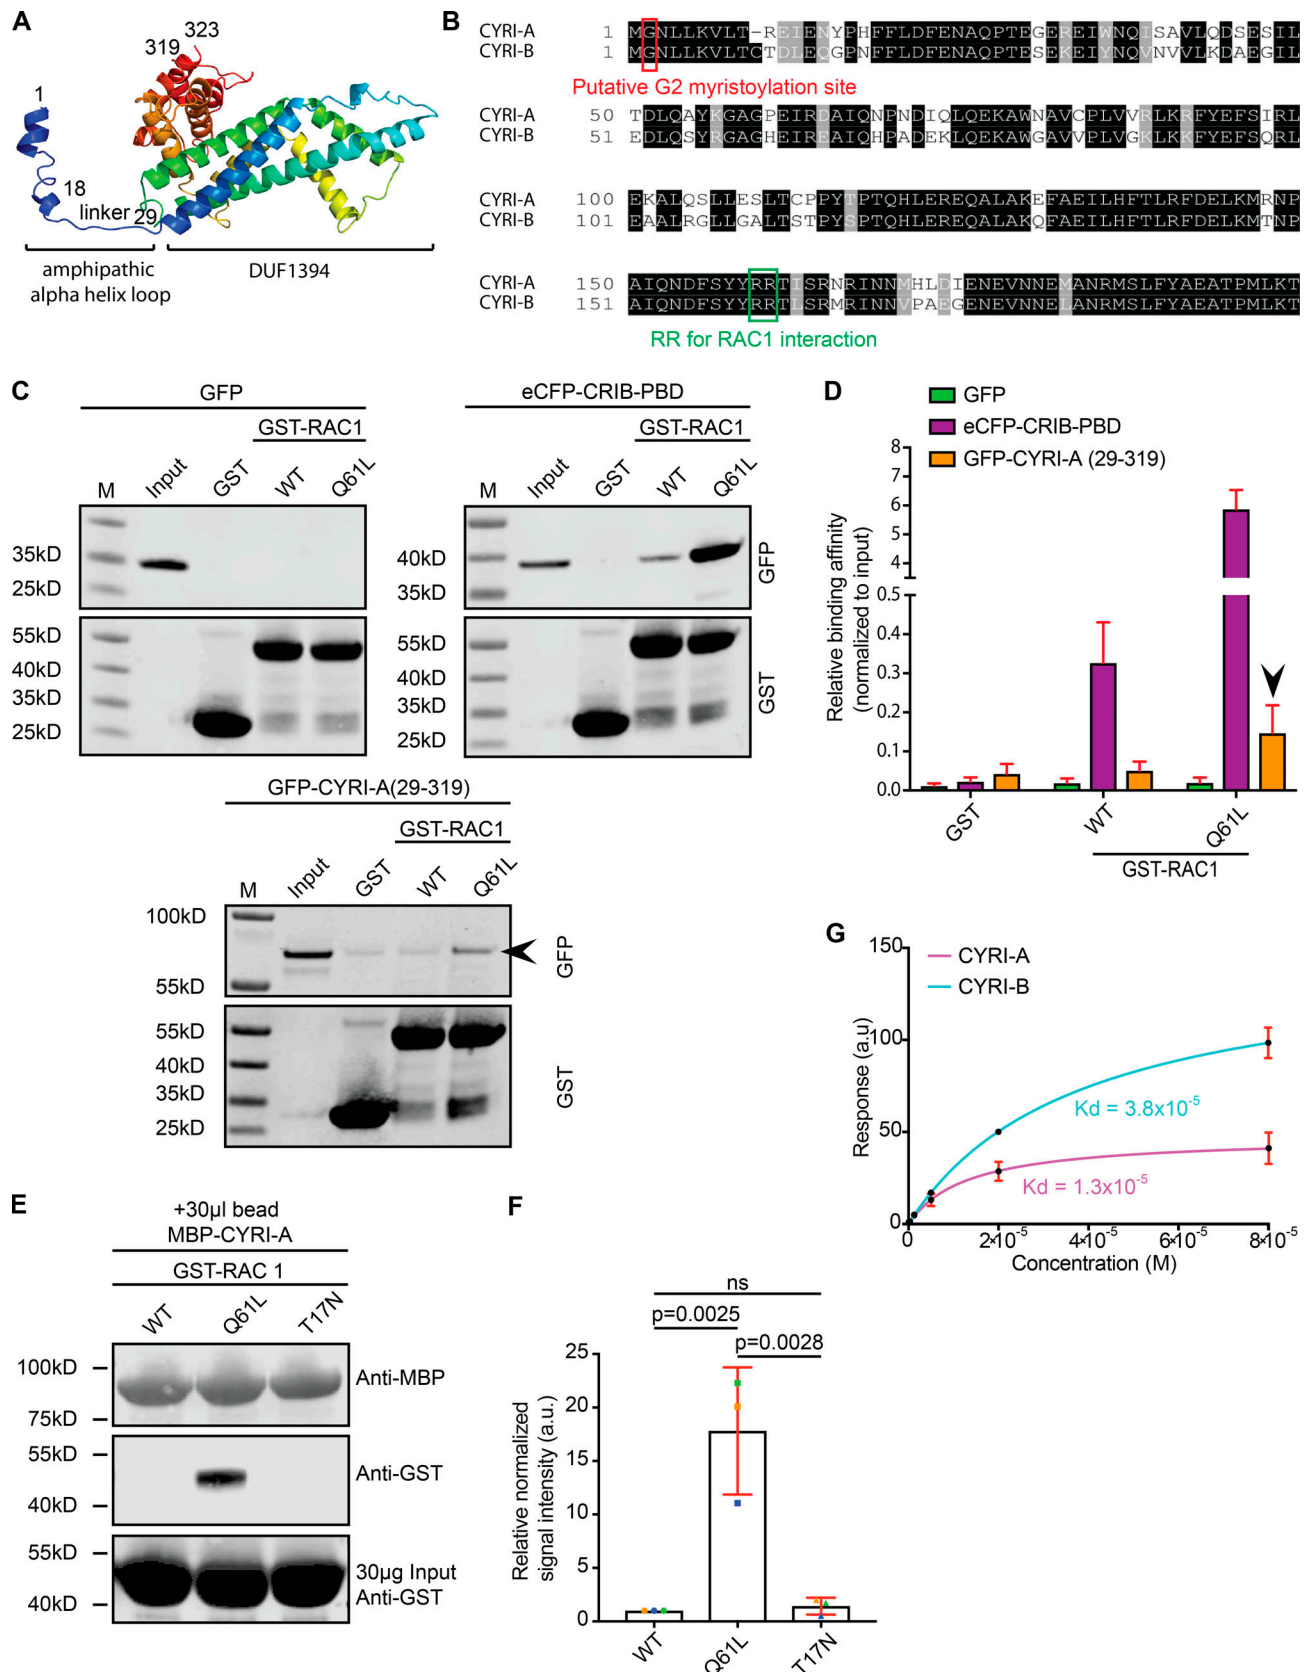 A
323
319
1
18
linker 29
amphipathic
alpha helix loop
DUF1394
B
CYRI-A 1 MGNLLKVLT-REIENYPHFFLDFENAQPTEGEREIWNQISAVLQDSESIL
CYRI-B 1 MGNLLKVLTCTDLEQGPNFFLDFENAQPTESEKEIYNQVNVVLKDAEGIL
Putative G2 myristoylation site
CYRI-A 50 TDLQAYKGAGPEIRDAIQNPNDIQLQEKAWNAVCPLVVRLKRFYEFSIRL
CYRI-B 51 EDLQSYRGAGHEIREAIQHPADEKLQEKAWGAVVPLVGKLKKFYEFSQRL
CYRI-A 100 EKALQSLLESLTCPPYTPTQHLEREQALAKEFAEILHFTLRFDELKMRNP
CYRI-B 101 EAALRGLLGALTSTPYSPTQHLEREQALAKQFAEILHFTLRFDELKMTNP
CYRI-A 150 AIQNDFSYYRRTISRNRINNMHLDIENEVNNEMANRMSLFYAEATPMLKT
CYRI-B 151 AIQNDFSYYRRTLSRMRINNVPAEGENEVNNELANRMSLFYAEATPMLKT
RR for RAC1 interaction
C
GFP
GST-RAC1
M Input GST WT Q61L
35kD
25kD
55kD
40kD
35kD
25kD
eCFP-CRIB-PBD
GST-RAC1
M Input GST WT Q61L
40kD
35kD
GFP
55kD
40kD
35kD
25kD
GST
GFP-CYRI-A(29-319)
GST-RAC1
M Input GST WT Q61L
100kD
55kD
GFP
55kD
40kD
35kD
25kD
GST
D
GFP
eCFP-CRIB-PBD
GFP-CYRI-A (29-319)
Relative binding affinity
(normalized to input)
8
7
6
5
4
0.5
0.4
0.3
0.2
0.1
0.0
GST WT Q61L
GST-RAC1
E
+30µl bead
MBP-CYRI-A
GST-RAC 1
WT Q61L T17N
100kD
75kD
Anti-MBP
55kD
40kD
Anti-GST
55kD
40kD
30µg Input
Anti-GST
F
Relative normalized
signal intensity (a.u.)
ns
p=0.0025
p=0.0028
25
20
15
10
5
0
WT Q61L T17N
G
CYRI-A
CYRI-B
Response (a.u)
150
100
50
0
Kd = 3.8x10-5
Kd = 1.3x10-5
0 2×10-5 4×10-5 6×10-5 8×10-5
Concentration (M)